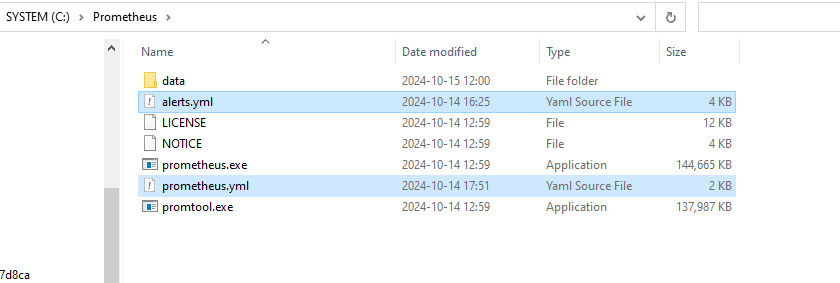 SYSTEM (C:) > Prometheus >
Name Date modified Type Size
data 2024-10-15 12:00 File folder
alerts.yml 2024-10-14 16:25 Yaml Source File 4 KB
LICENSE 2024-10-14 12:59 File 12 KB
NOTICE 2024-10-14 12:59 File 4 KB
prometheus.exe 2024-10-14 12:59 Application 144,665 KB
prometheus.yml 2024-10-14 17:51 Yaml Source File 2 KB
promtool.exe 2024-10-14 12:59 Application 137,987 KB
7d8ca